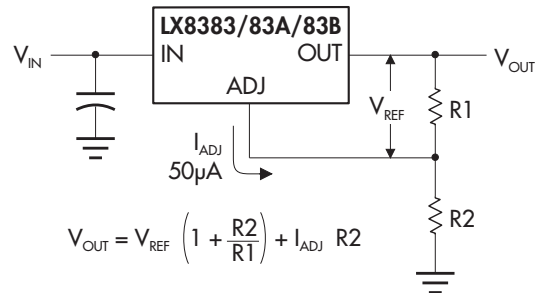 LX8383/83A/83B
V_IN
IN
OUT
V_OUT
ADJ
V_REF
R1
I_ADJ
50µA
R2
V_OUT = V_REF (1 + R2/R1) + I_ADJ R2